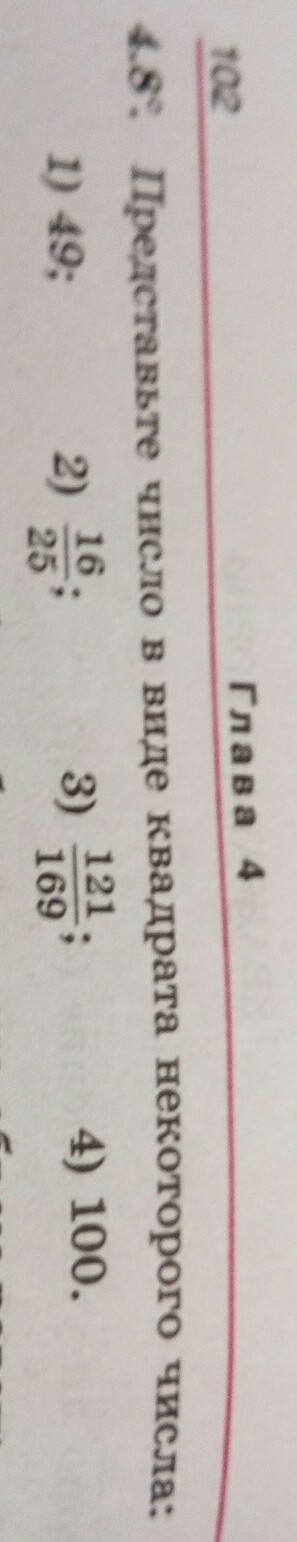 102
Глава 4
4.8°. Представьте число в виде квадрата некоторого числа:
1) 49; 2) 16/25; 3) 121/169; 4) 100.